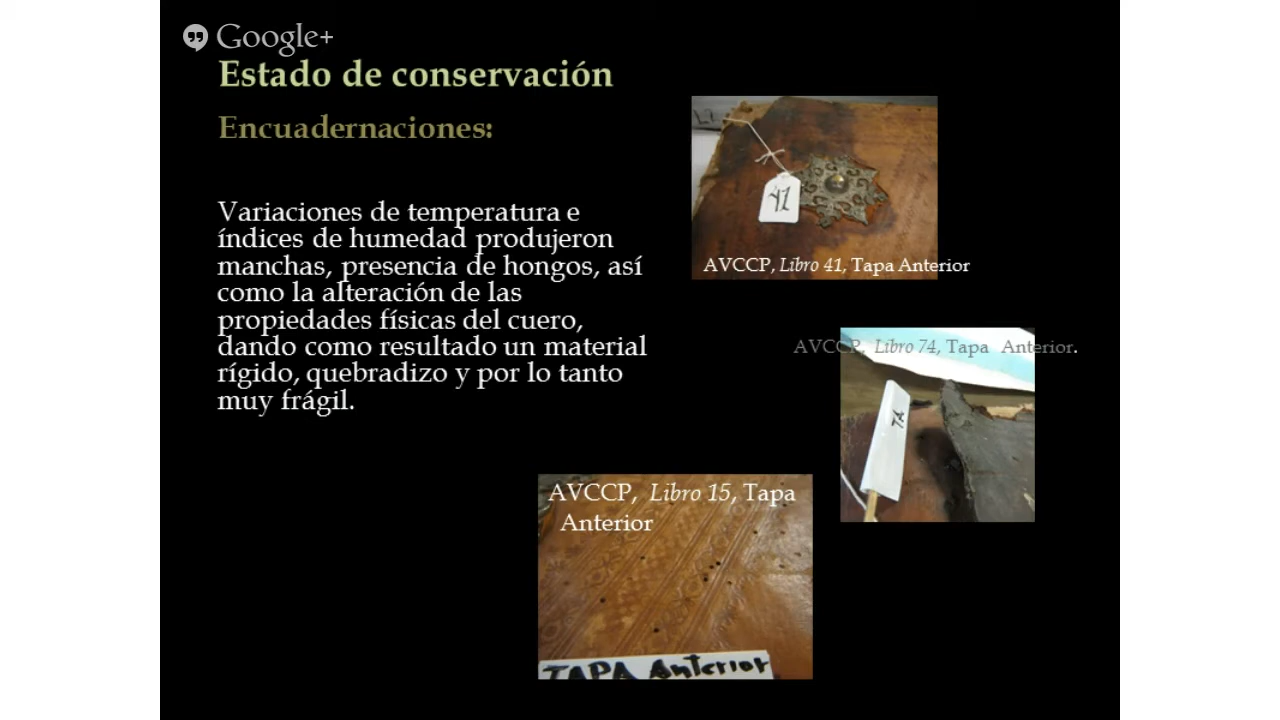 Google+
Estado de conservación
Encuadernaciones:
Variaciones de temperatura e
índices de humedad produjeron
manchas, presencia de hongos, así
como la alteración de las
propiedades físicas del cuero,
dando como resultado un material
rígido, quebradizo y por lo tanto
muy frágil.
41
AVCCP, Libro 41, Tapa Anterior
AVCCP, Libro 74, Tapa Anterior.
74
AVCCP, Libro 15, Tapa
Anterior
TAPA Anterior